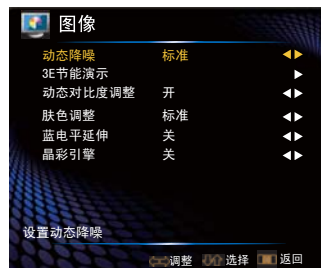 图像
动态降噪 标准
3E节能演示
动态对比度调整 开
肤色调整 标准
蓝电平延伸 关
晶彩引擎 关
设置动态降噪
调整 选择 返回